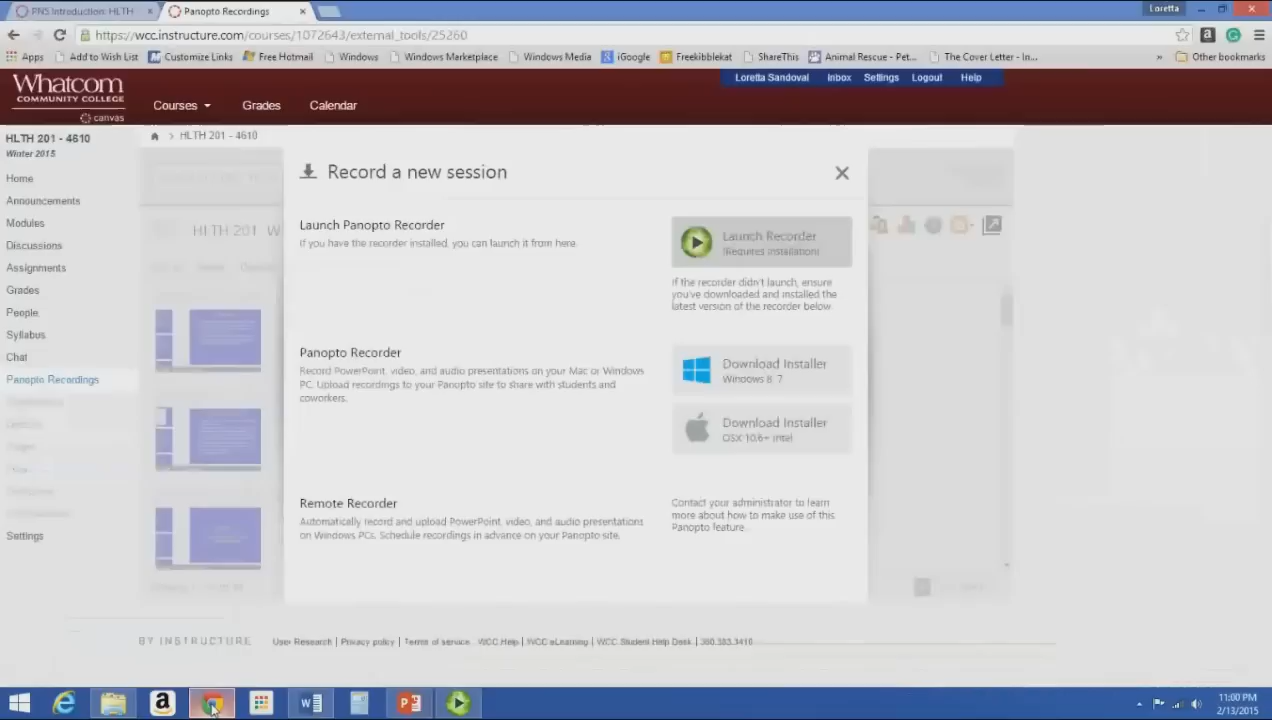 PNS Introduction: HLTH
Panopto Recordings
Loretta
https://wcc.instructure.com/courses/1072643/external_tools/25260
Apps
Add to Wish List
Customize Links
Free Hotmail
Windows
Windows Marketplace
Windows Media
iGoogle
Freekibblekat
ShareThis
Animal Rescue - Pet...
The Cover Letter - In...
»
Other bookmarks
Whatcom
COMMUNITY COLLEGE
canvas
Courses
Grades
Calendar
Loretta Sandoval
Inbox
Settings
Logout
Help
HLTH 201 - 4610
Winter 2015
> HLTH 201 - 4610
Home
Announcements
Modules
Discussions
Assignments
Grades
People
Syllabus
Chat
Panopto Recordings
Settings
HLTH 201 W
Record a new session
Launch Panopto Recorder
If you have the recorder installed, you can launch it from here.
Launch Recorder
(Requires installation)
If the recorder didn't launch, ensure
you've downloaded and installed the
latest version of the recorder below.
Panopto Recorder
Record PowerPoint, video, and audio presentations on your Mac or Windows
PC. Upload recordings to your Panopto site to share with students and
coworkers.
Download Installer
Windows 8, 7
Download Installer
OSX 10.6+ Intel
Remote Recorder
Automatically record and upload PowerPoint, video, and audio presentations
on Windows PCs. Schedule recordings in advance on your Panopto site.
Contact your administrator to learn
more about how to make use of this
Panopto feature.
BY INSTRUCTURE
User Research | Privacy policy | Terms of service | WCC Help | WCC eLearning | WCC Student Help Desk | 360.383.3410
11:00 PM
2/13/2015